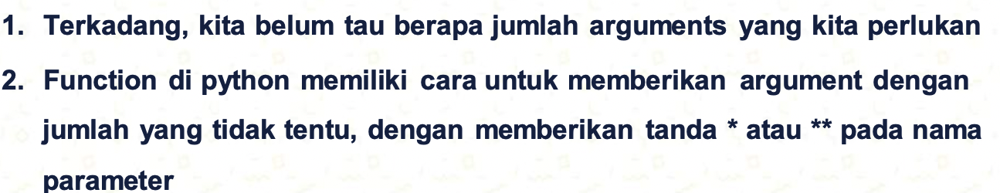 1. Terkadang, kita belum tau berapa jumlah arguments yang kita perlukan
2. Function di python memiliki cara untuk memberikan argument dengan
jumlah yang tidak tentu, dengan memberikan tanda * atau ** pada nama
parameter